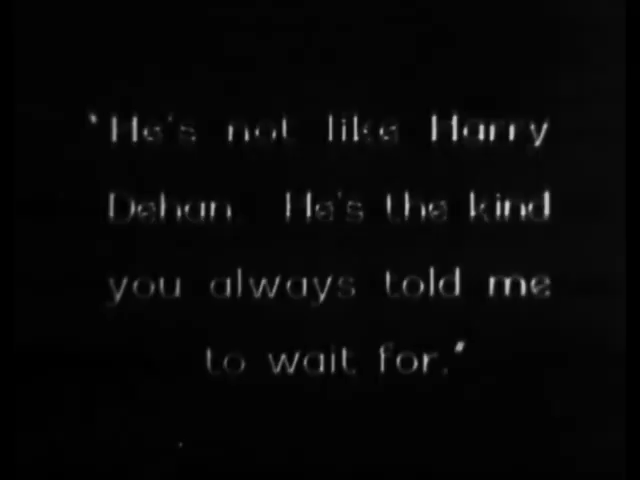 "He's not like Harry
Dehan. He's the kind
you always told me
to wait for."